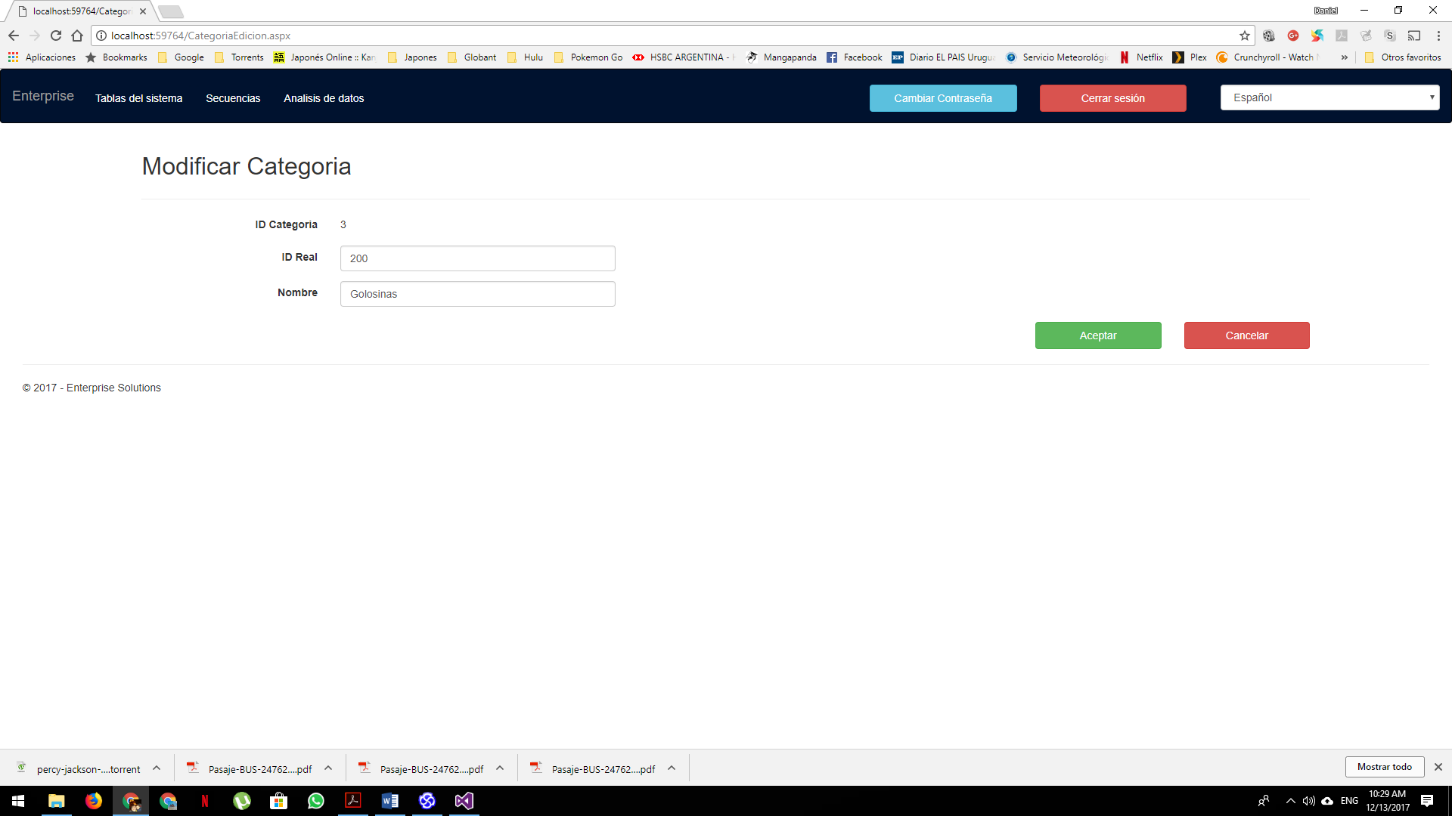 localhost:59764/Categor
Daniel
localhost:59764/CategoriaEdicion.aspx
Aplicaciones Bookmarks Google Torrents Japonés Online :: Kan Japones Globant Hulu Pokemon Go HSBC ARGENTINA - Mangapanda Facebook Diario EL PAIS Urugu Servicio Meteorológi Netflix Plex Crunchyroll - Watch » Otros favoritos
Enterprise Tablas del sistema Secuencias Analisis de datos Cambiar Contraseña Cerrar sesión Español
Modificar Categoria
ID Categoria 3
ID Real 200
Nombre Golosinas
Aceptar Cancelar
© 2017 - Enterprise Solutions
percy-jackson-....torrent Pasaje-BUS-24762....pdf Pasaje-BUS-24762....pdf Pasaje-BUS-24762....pdf Mostrar todo
ENG 10:29 AM
12/13/2017